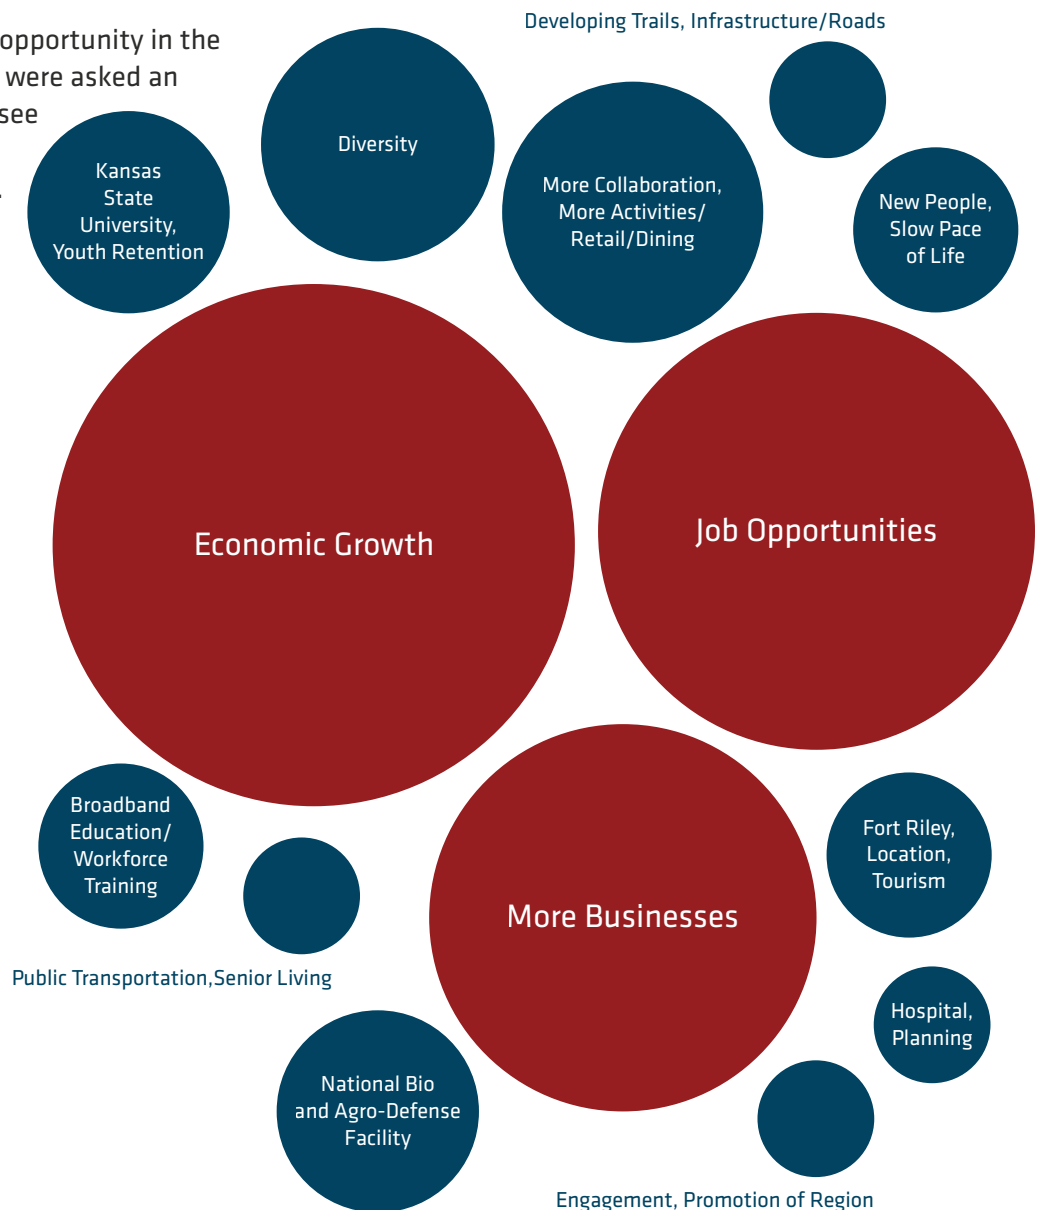 opportunity in the
were asked an
see
Developing Trails, Infrastructure/Roads
Kansas
State
University,
Youth Retention
Diversity
More Collaboration,
More Activities/
Retail/Dining
New People,
Slow Pace
of Life
Economic Growth
Job Opportunities
Broadband
Education/
Workforce
Training
Public Transportation,Senior Living
More Businesses
Fort Riley,
Location,
Tourism
Hospital,
Planning
National Bio
and Agro-Defense
Facility
Engagement, Promotion of Region